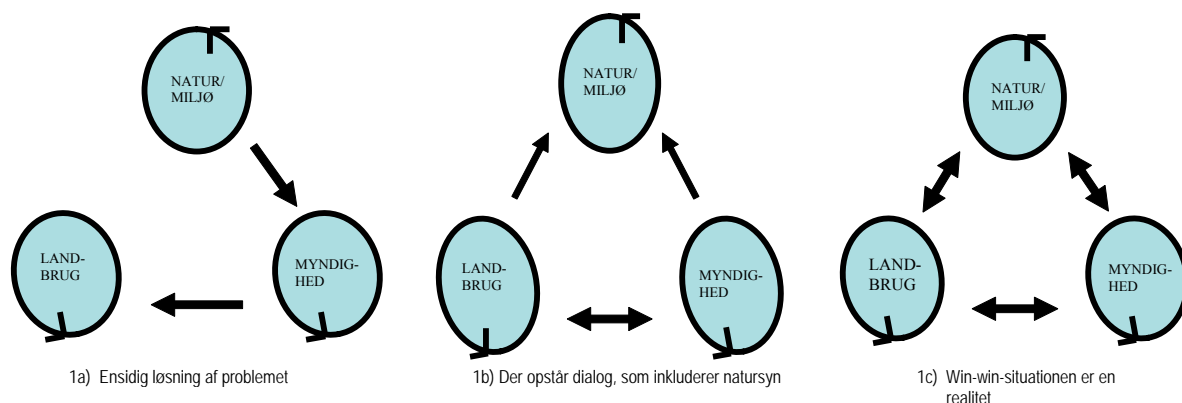 NATUR/
MILJØ
LAND-
BRUG
MYNDIG-
HED
1a) Ensidig løsning af problemet
NATUR/
MILJØ
LAND-
BRUG
MYNDIG-
HED
1b) Der opstår dialog, som inkluderer natursyn
NATUR/
MILJØ
LAND-
BRUG
MYNDIG-
HED
1c) Win-win-situationen er en
realitet